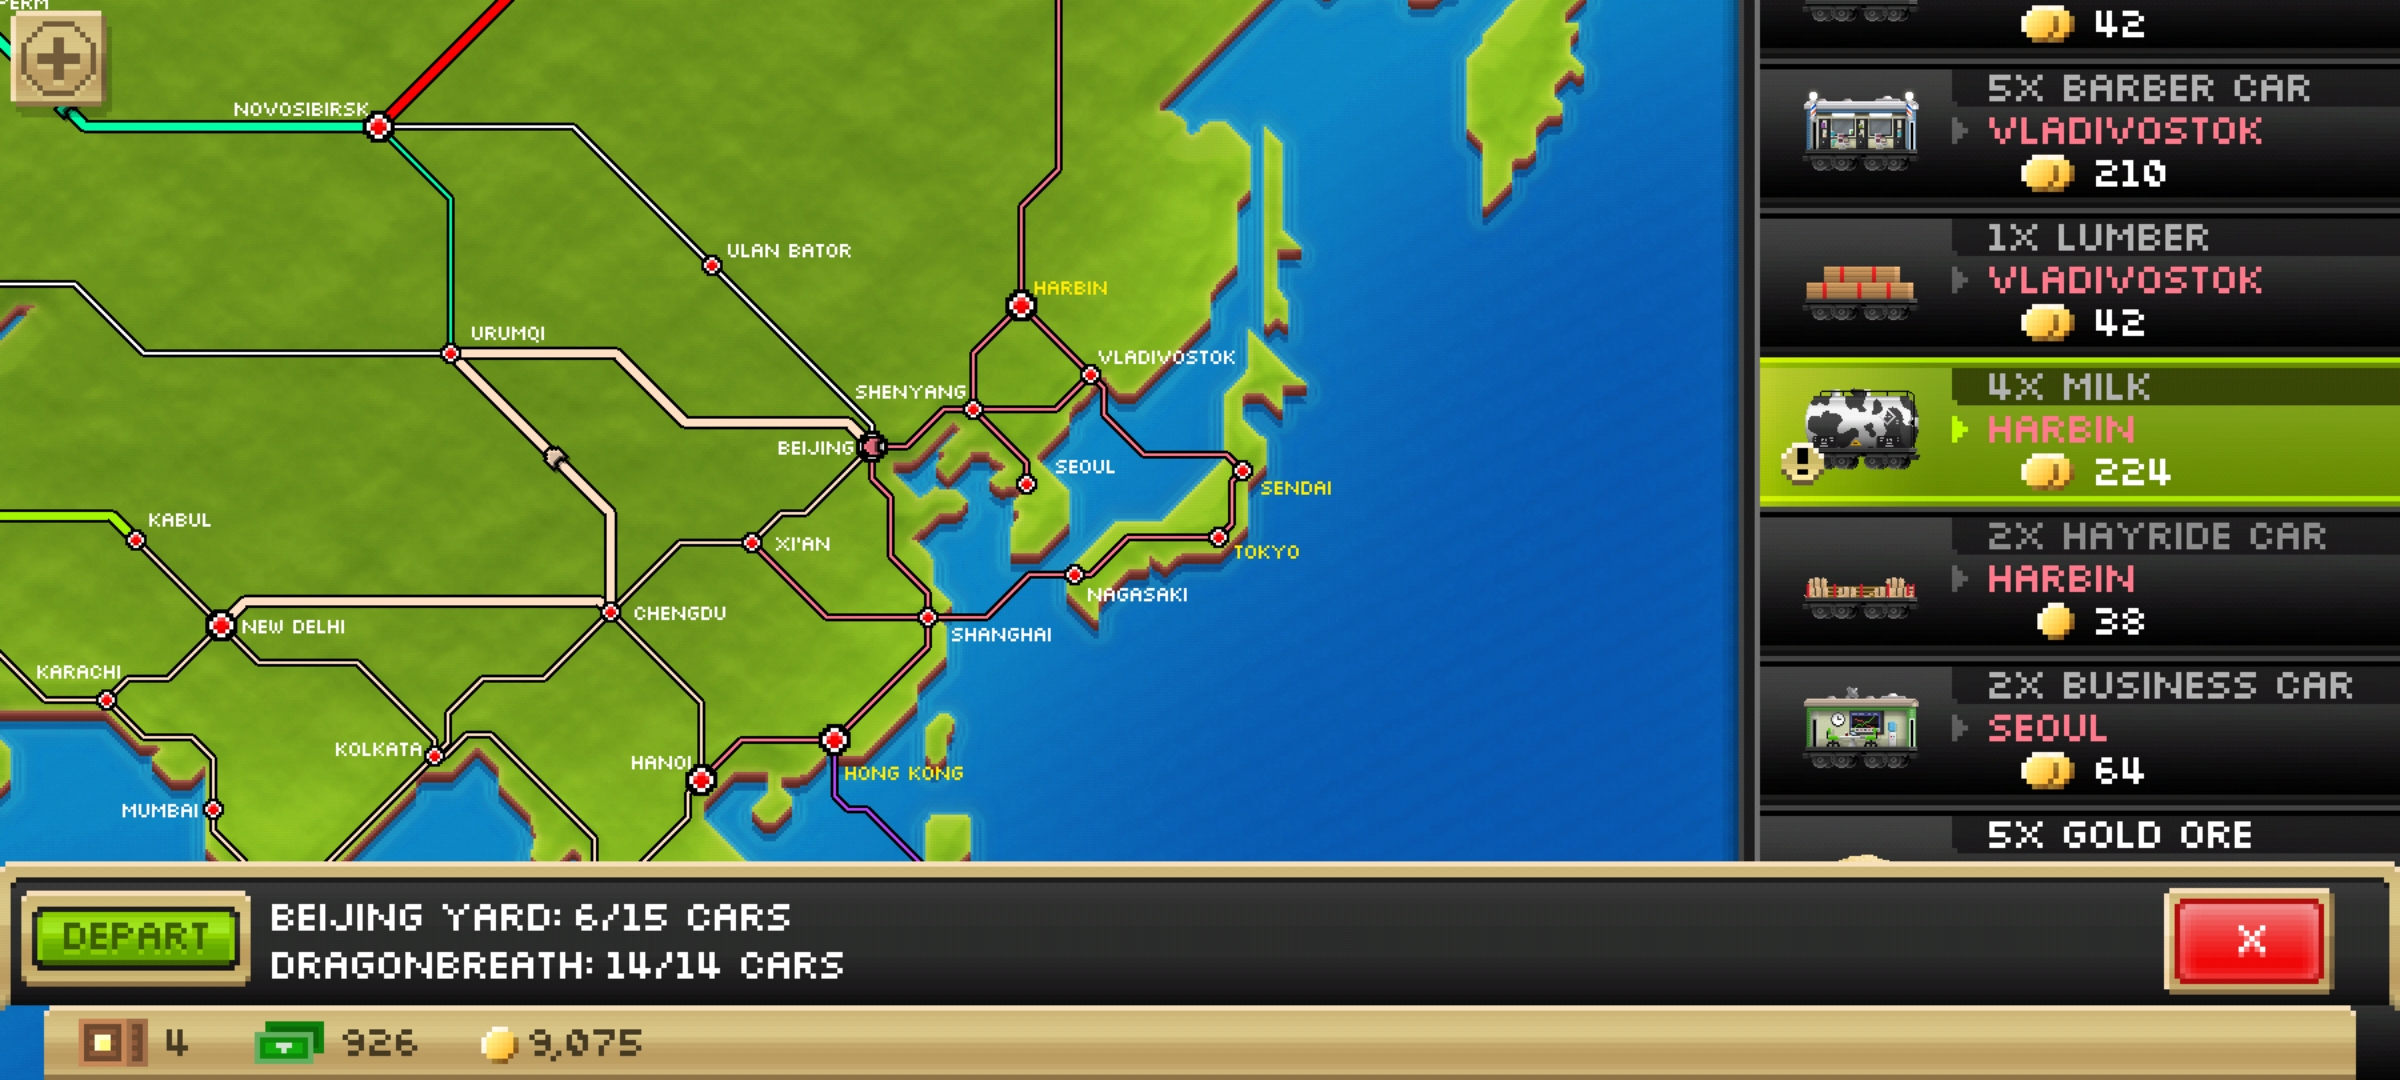 NOVOSIBIRSK
ULAN BATOR
HARBIN
URUMQI
VLADIVOSTOK
SHENYANG
BEIJING
SEOUL
SENDAI
KABUL
XI'AN
TOKYO
NAGASAKI
CHENGDU
NEW DELHI
SHANGHAI
KARACHI
KOLKATA
HANOI
HONG KONG
MUMBAI
42
5X BARBER CAR
VLADIVOSTOK
210
1X LUMBER
VLADIVOSTOK
42
4X MILK
HARBIN
224
2X HAYRIDE CAR
HARBIN
38
2X BUSINESS CAR
SEOUL
64
5X GOLD ORE
DEPART
BEIJING YARD: 6/15 CARS
DRAGONBREATH: 14/14 CARS
X
4
926
9,075